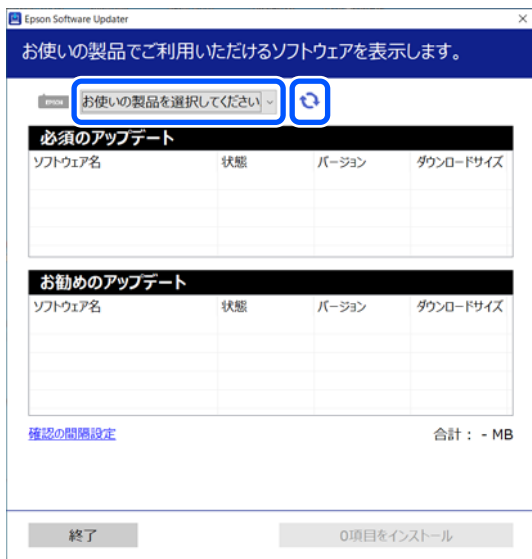 Epson Software Updater
お使いの製品でご利用いただけるソフトウェアを表示します。
EPSON お使いの製品を選択してください
必須のアップデート
ソフトウェア名 状態 バージョン ダウンロードサイズ
お勧めのアップデート
ソフトウェア名 状態 バージョン ダウンロードサイズ
確認の間隔設定 合計： - MB
終了 0項目をインストール